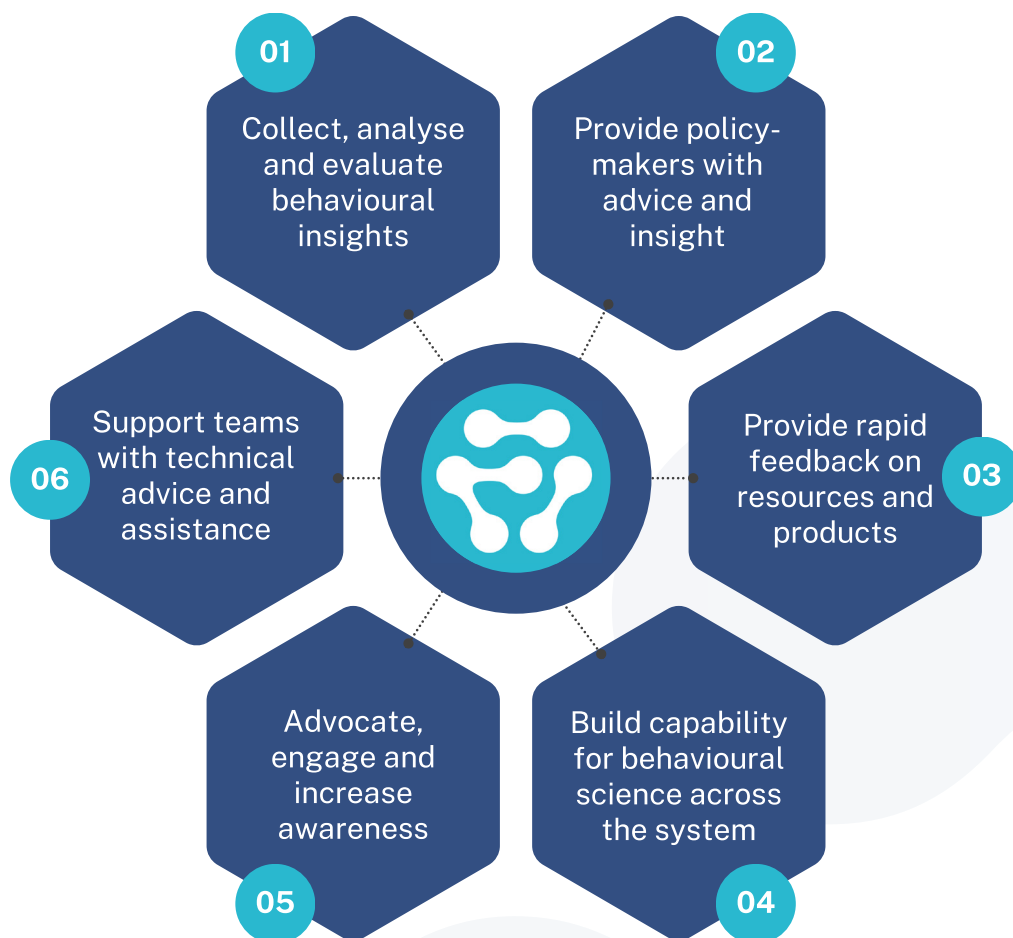 01
Collect, analyse
and evaluate
behavioural
insights
02
Provide policy-
makers with
advice and
insight
03
Provide rapid
feedback on
resources and
products
04
Build capability
for behavioural
science across
the system
05
Advocate,
engage and
increase
awareness
06
Support teams
with technical
advice and
assistance